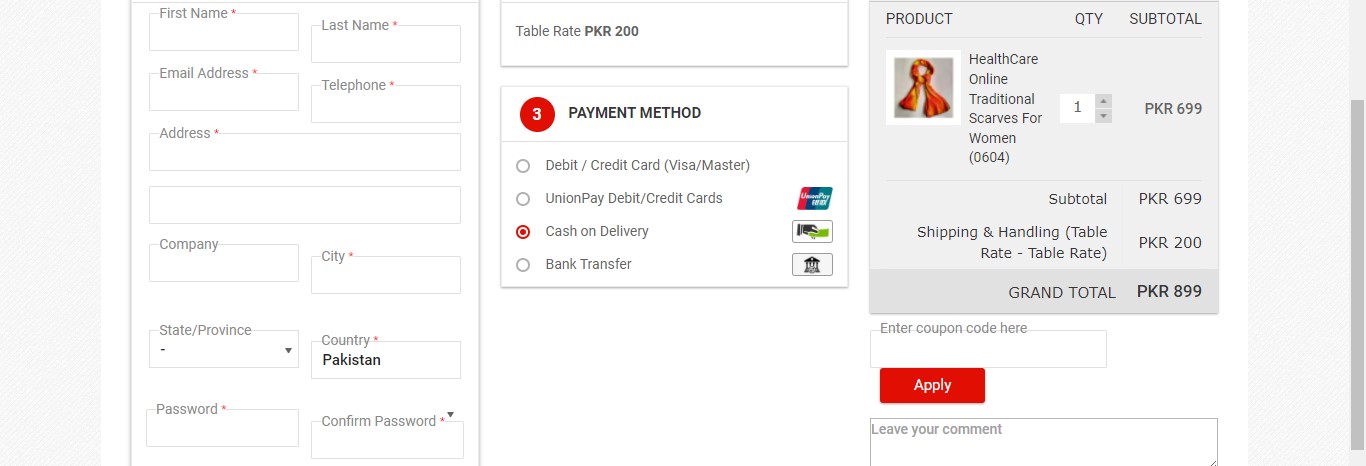 First Name *
Last Name *
Email Address *
Telephone *
Address *
Company
City *
State/Province
-
Country *
Pakistan
Password *
Confirm Password *
Table Rate PKR 200
3 PAYMENT METHOD
Debit / Credit Card (Visa/Master)
UnionPay Debit/Credit Cards
UnionPay
银联
Cash on Delivery
Bank Transfer
PRODUCT QTY SUBTOTAL
HealthCare
Online
Traditional
Scarves For
Women
(0604)
1
PKR 699
Subtotal PKR 699
Shipping & Handling (Table
Rate - Table Rate) PKR 200
GRAND TOTAL PKR 899
Enter coupon code here
Apply
Leave your comment